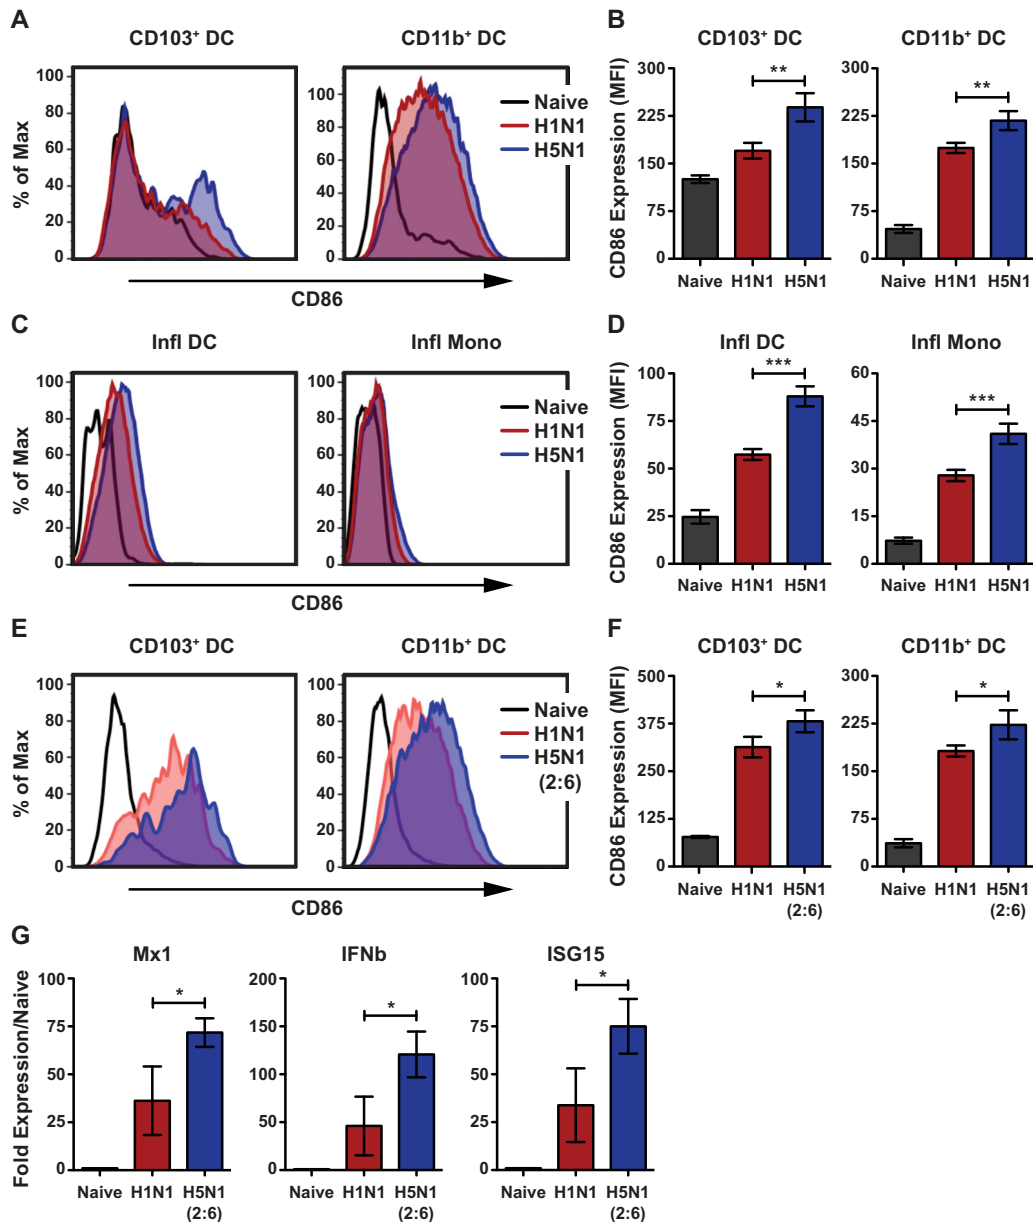 A
CD103⁺ DC
CD11b⁺ DC
% of Max
100
80
60
40
20
0
100
80
60
40
20
100
0
Naive
H1N1
H5N1
CD86
B
CD103⁺ DC
CD11b⁺ DC
CD86 Expression (MFI)
300
225
150
75
0
**
Naive H1N1 H5N1
300
225
150
75
0
**
Naive H1N1 H5N1
C
Infl DC
Infl Mono
% of Max
100
80
60
40
20
0
100
80
60
40
20
0
Naive
H1N1
H5N1
CD86
D
Infl DC
Infl Mono
CD86 Expression (MFI)
100
75
50
25
0
***
Naive H1N1 H5N1
60
45
30
15
0
***
Naive H1N1 H5N1
E
CD103⁺ DC
CD11b⁺ DC
% of Max
100
80
60
40
20
0
100
80
60
40
20
0
Naive
H1N1
H5N1
(2:6)
CD86
F
CD103⁺ DC
CD11b⁺ DC
CD86 Expression (MFI)
500
375
300
125
00
*
Naive H1N1 H5N1
(2:6)
300
225
150
75
0
*
Naive H1N1 H5N1
(2:6)
G
Mx1
IFNb
ISG15
Fold Expression/Naive
100
75
50
25
0
*
Naive H1N1 H5N1
(2:6)
200
150
100
50
0
*
Naive H1N1 H5N1
(2:6)
100
75
50
25
0
*
Naive H1N1 H5N1
(2:6)